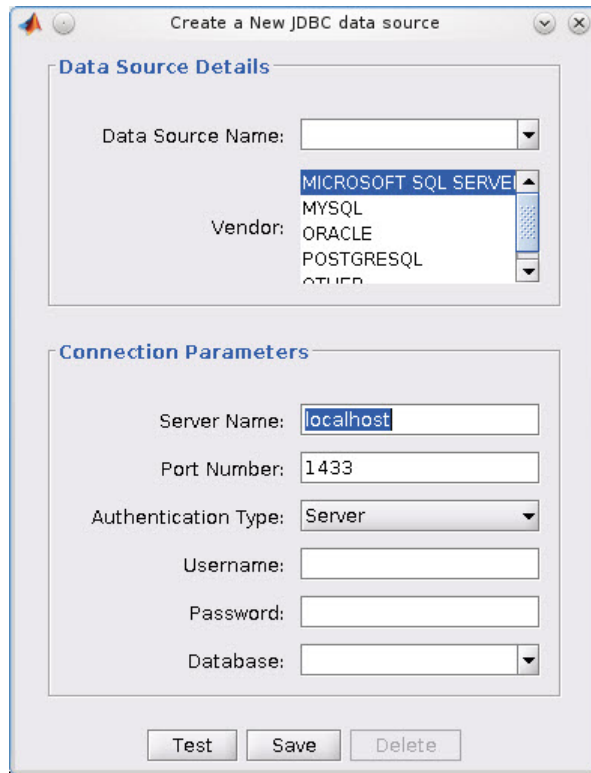 Create a New JDBC data source
Data Source Details
Data Source Name:
Vendor:
MICROSOFT SQL SERVE
MYSQL
ORACLE
POSTGRESQL
OTHER
Connection Parameters
Server Name: localhost
Port Number: 1433
Authentication Type: Server
Username:
Password:
Database:
Test Save Delete